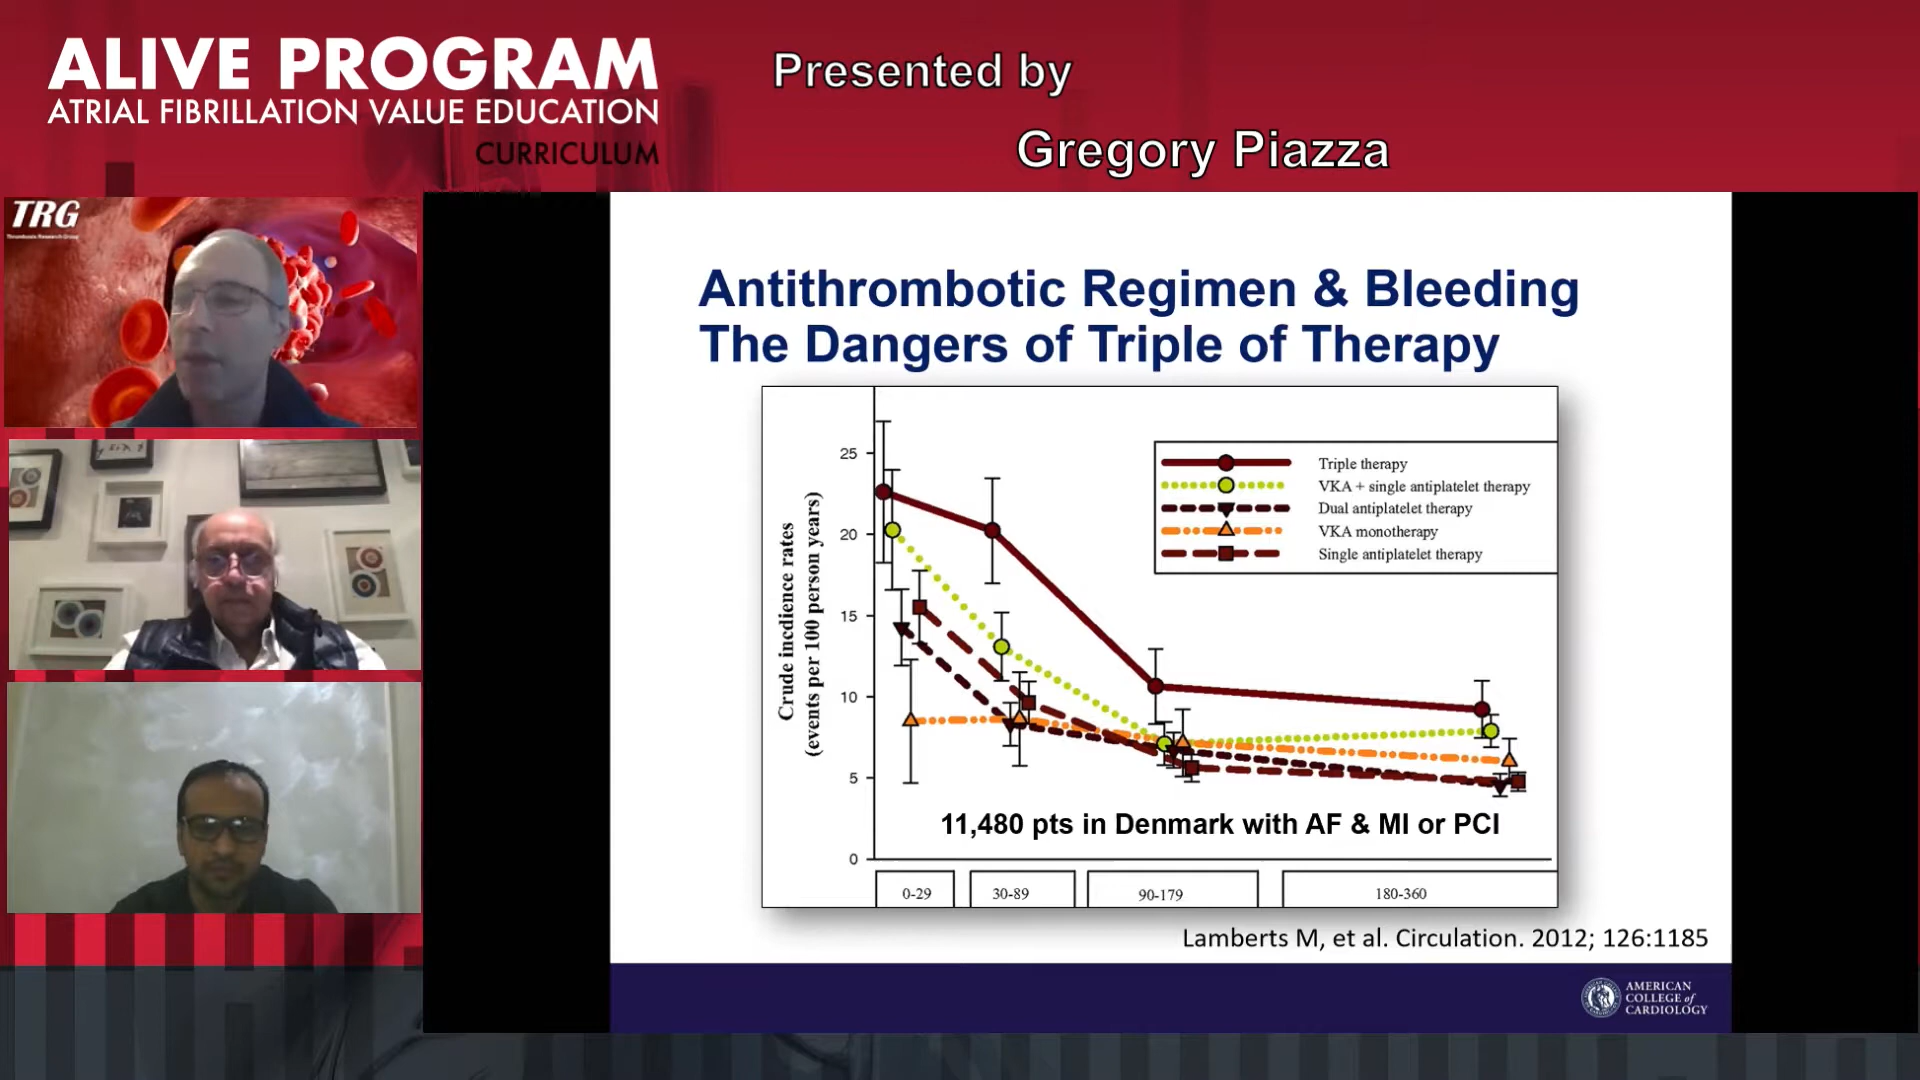 ALIVE PROGRAM
ATRIAL FIBRILLATION VALUE EDUCATION
CURRICULUM
Presented by
Gregory Piazza
TRG
Thrombosis Research Group
Antithrombotic Regimen & Bleeding
The Dangers of Triple of Therapy
Crude incdience rates
(events per 100 person years)
25
20
15
10
5
0
Triple therapy
VKA + single antiplatelet therapy
Dual antiplatelet therapy
VKA monotherapy
Single antiplatelet therapy
11,480 pts in Denmark with AF & MI or PCI
0-29
30-89
90-179
180-360
Lamberts M, et al. Circulation. 2012; 126:1185
AMERICAN
COLLEGE of
CARDIOLOGY